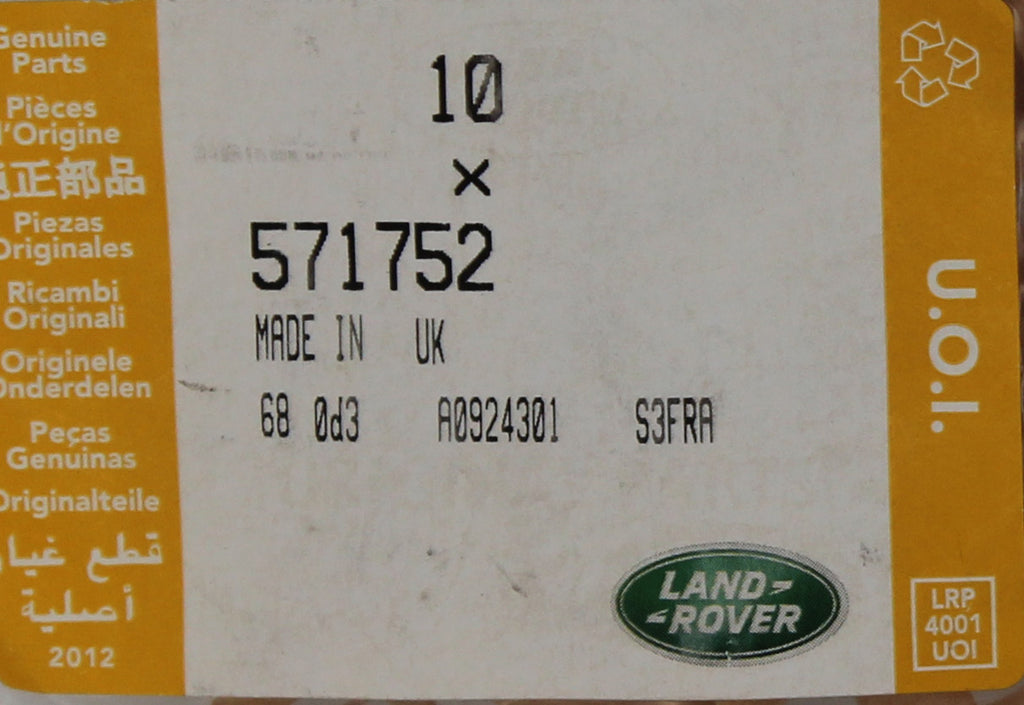 Genuine
Parts
Pièces
d'Origine
純正部品
Piezas
Originales
Ricambi
Originali
Originele
Onderdelen
Peças
Genuinas
Originalteile
قطع غيار
أصلية
2012
10
×
571752
MADE IN UK
68 0d3 A0924301 S3FRA
LAND-
-ROVER
U.O.I.
LRP
4001
UOI